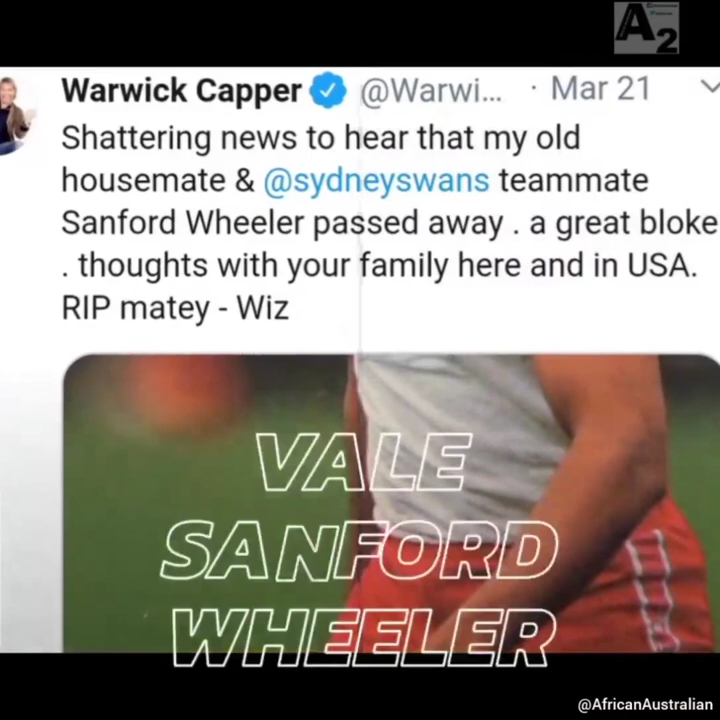 A2
Warwick Capper @Warwi... · Mar 21
Shattering news to hear that my old
housemate & @sydneyswans teammate
Sanford Wheeler passed away . a great bloke
. thoughts with your family here and in USA.
RIP matey - Wiz
VALE
SANFORD
WHEELER
@AfricanAustralian